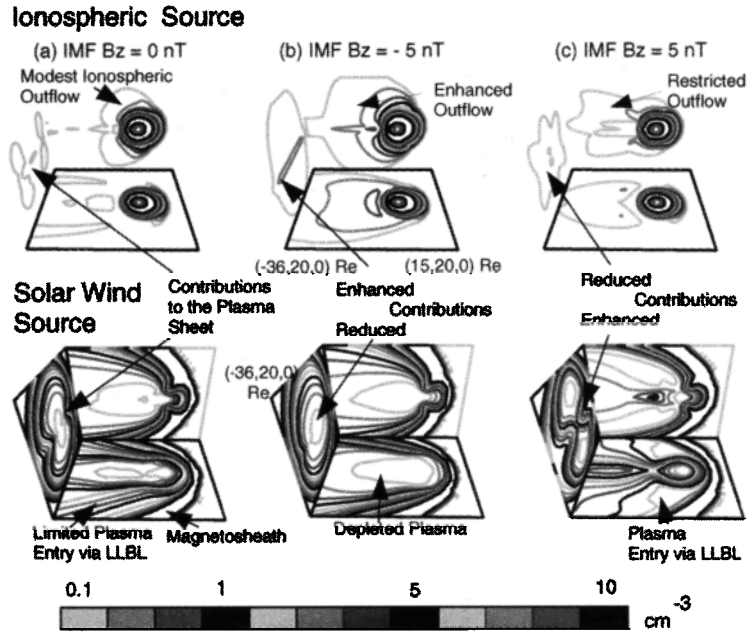 Ionospheric Source
(a) IMF Bz = 0 nT
(b) IMF Bz = - 5 nT
(c) IMF Bz = 5 nT
Modest Ionospheric
Outflow
Enhanced
Outflow
Restricted
Outflow
(-36,20,0) Re
(15,20,0) Re
Solar Wind
Source
Contributions
to the Plasma
Sheet
Enhanced
Contributions
Reduced
Reduced
Contributions
Enhanced
(-36,20,0)
Re
Limited Plasma
Entry via LLBL
Magnetosheath
Depleted Plasma
Plasma
Entry via LLBL
0.1
1
5
10
cm
-3